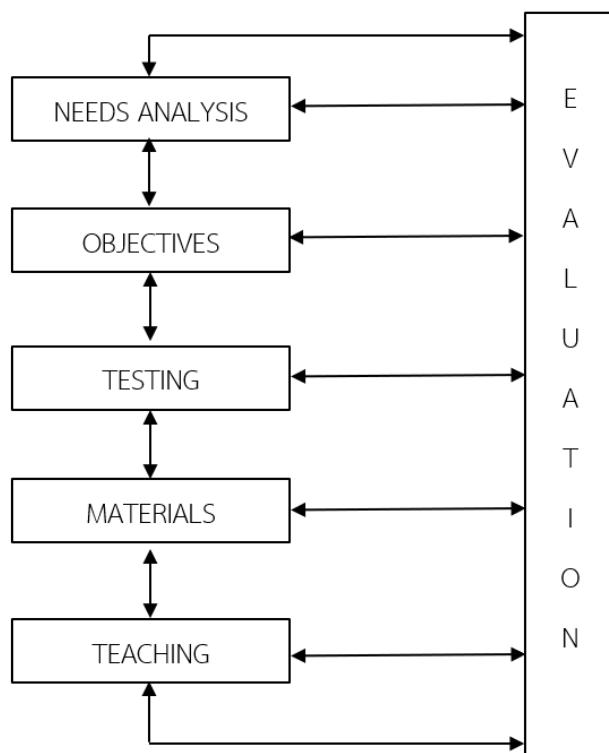 NEEDS ANALYSIS
OBJECTIVES
TESTING
MATERIALS
TEACHING
E
V
A
L
U
A
T
I
O
N